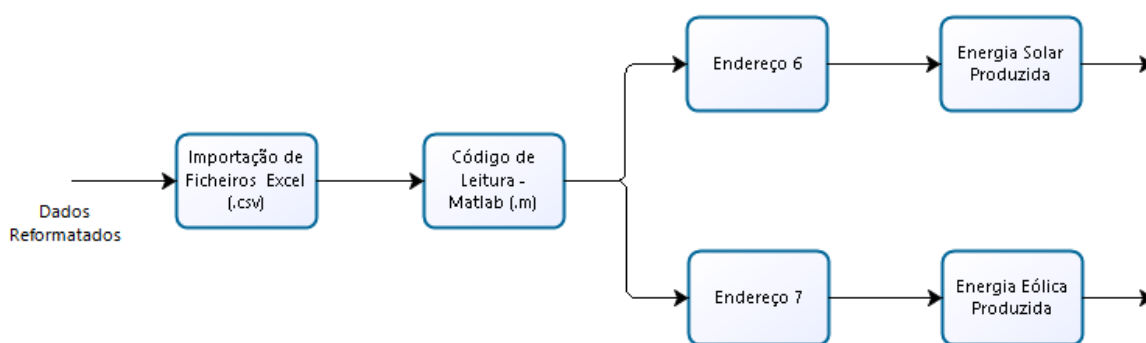 Dados
Reformatados
Importação de
Ficheiros Excel
(.csv)
Código de
Leitura -
Matlab (.m)
Endereço 6
Energia Solar
Produzida
Endereço 7
Energia Eólica
Produzida